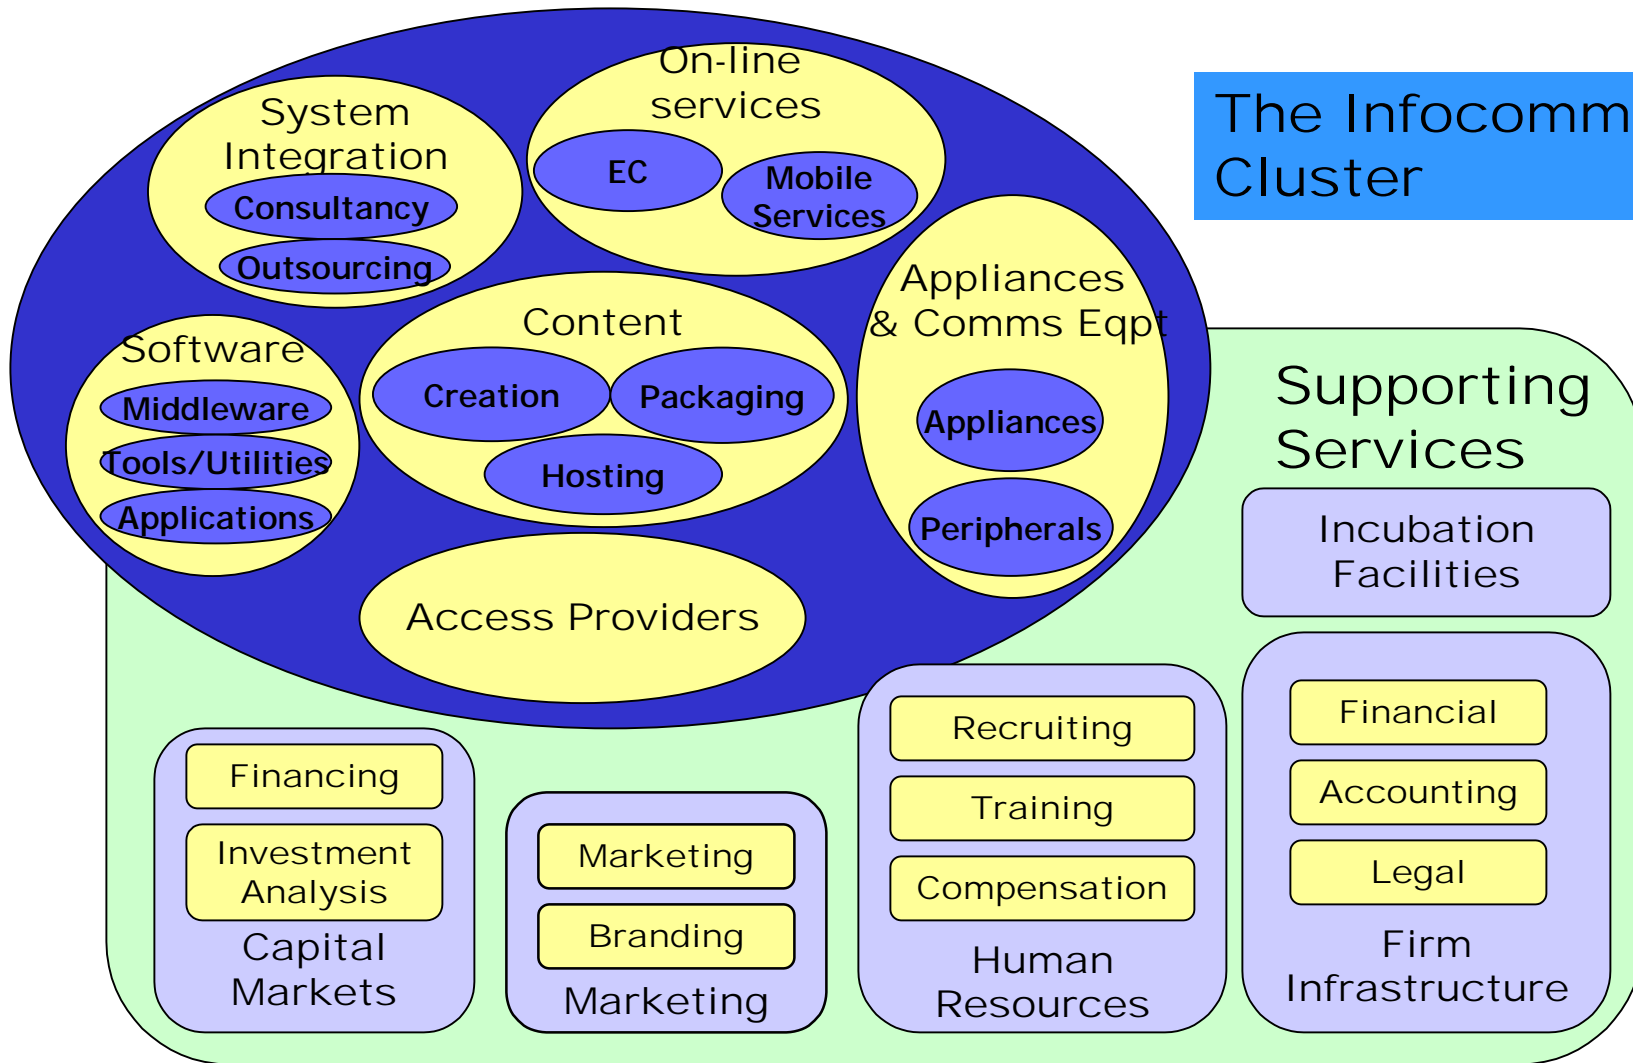 On-line
services
EC
Mobile
Services
System
Integration
Consultancy
Outsourcing
The Infocomm
Cluster
Appliances
& Comms Eqpt
Appliances
Peripherals
Content
Creation
Packaging
Hosting
Software
Middleware
Tools/Utilities
Applications
Access Providers
Supporting
Services
Incubation
Facilities
Financing
Investment
Analysis
Capital
Markets
Marketing
Branding
Marketing
Recruiting
Training
Compensation
Human
Resources
Financial
Accounting
Legal
Firm
Infrastructure